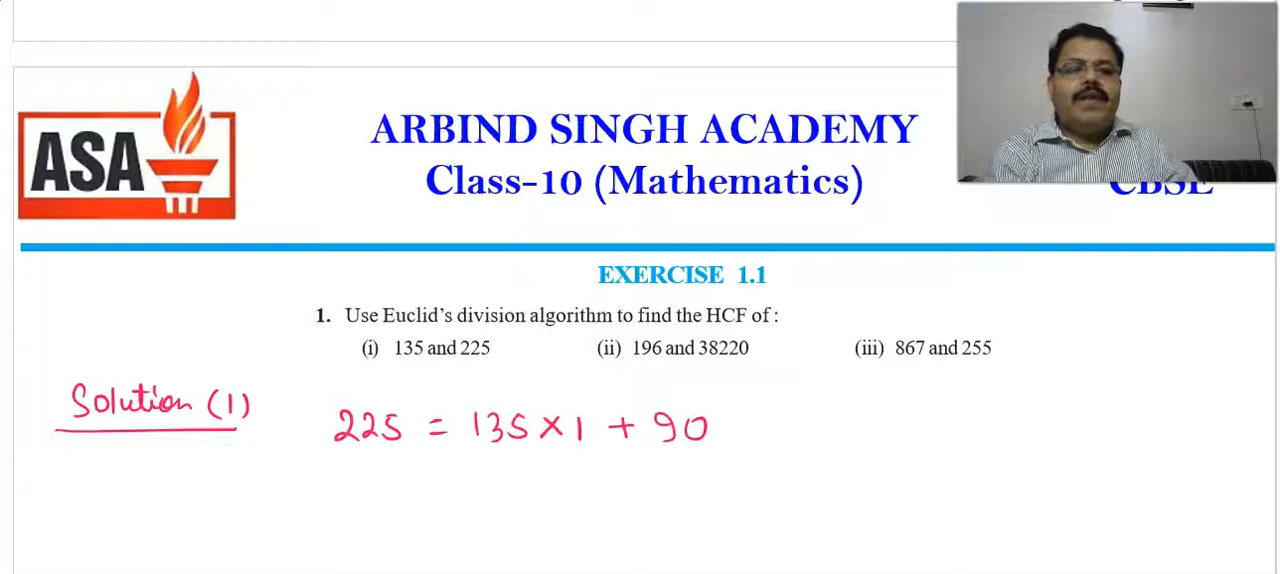 ASA
ARBIND SINGH ACADEMY
Class-10 (Mathematics)
CBSE
EXERCISE 1.1
1. Use Euclid's division algorithm to find the HCF of :
(i) 135 and 225 (ii) 196 and 38220 (iii) 867 and 255
Solution (1)
225 = 135 × 1 + 90